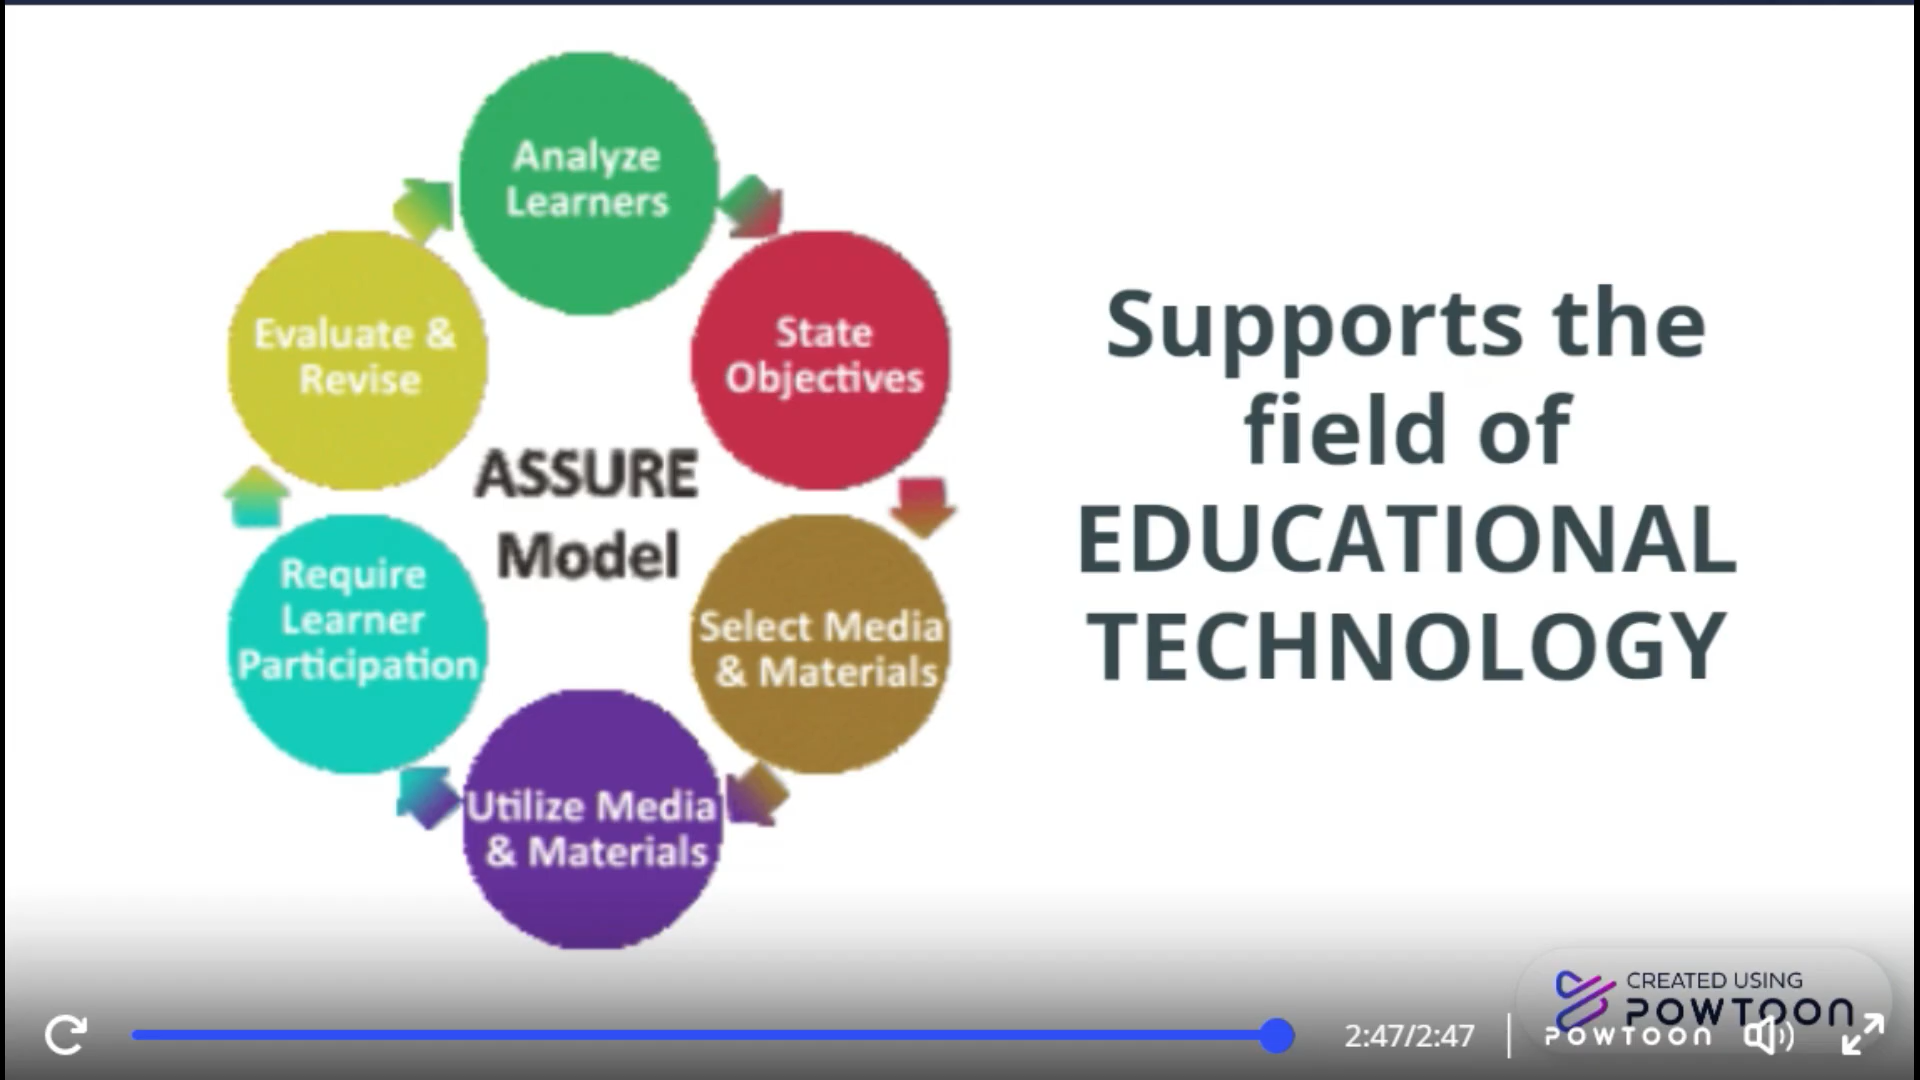 Analyze
Learners
State
Objectives
Select Media
& Materials
Utilize Media
& Materials
Require
Learner
Participation
Evaluate &
Revise
ASSURE
Model
Supports the
field of
EDUCATIONAL
TECHNOLOGY
CREATED USING
POWTOON
2:47/2:47
POWTOON